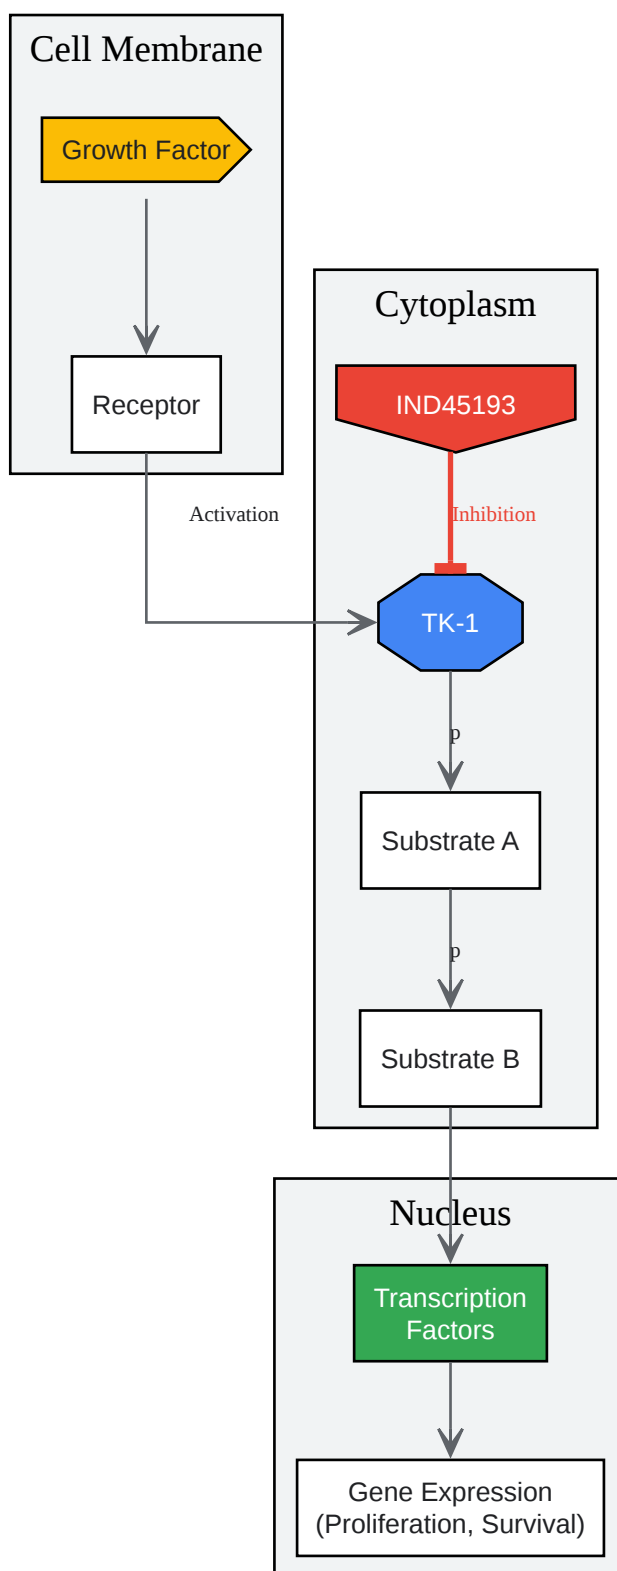 Cell Membrane
Growth Factor
Receptor
Activation
Cytoplasm
IND45193
Inhibition
TK-1
p
Substrate A
p
Substrate B
Nucleus
Transcription
Factors
Gene Expression
(Proliferation, Survival)